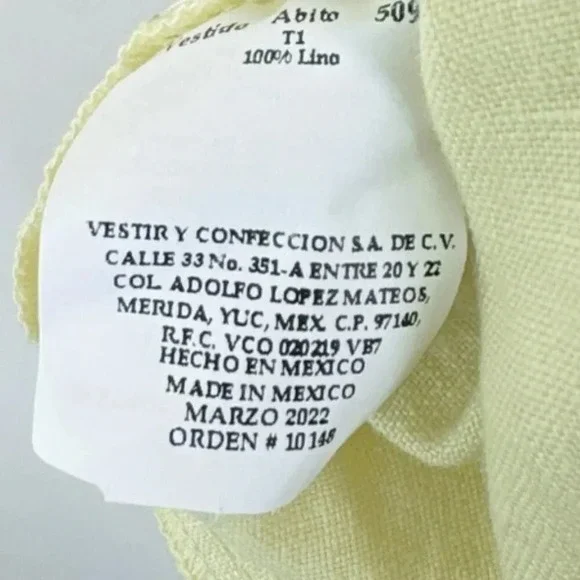 Vestido Abito 509
T1
100% Lino
VESTIR Y CONFECCION S.A. DE C.V.
CALLE 33 No. 351-A ENTRE 20 Y 22
COL. ADOLFO LOPEZ MATEOS,
MERIDA, YUC, MEX. C.P. 97140,
R.F.C. VCO 020219 VB7
HECHO EN MEXICO
MADE IN MEXICO
MARZO 2022
ORDEN # 10148